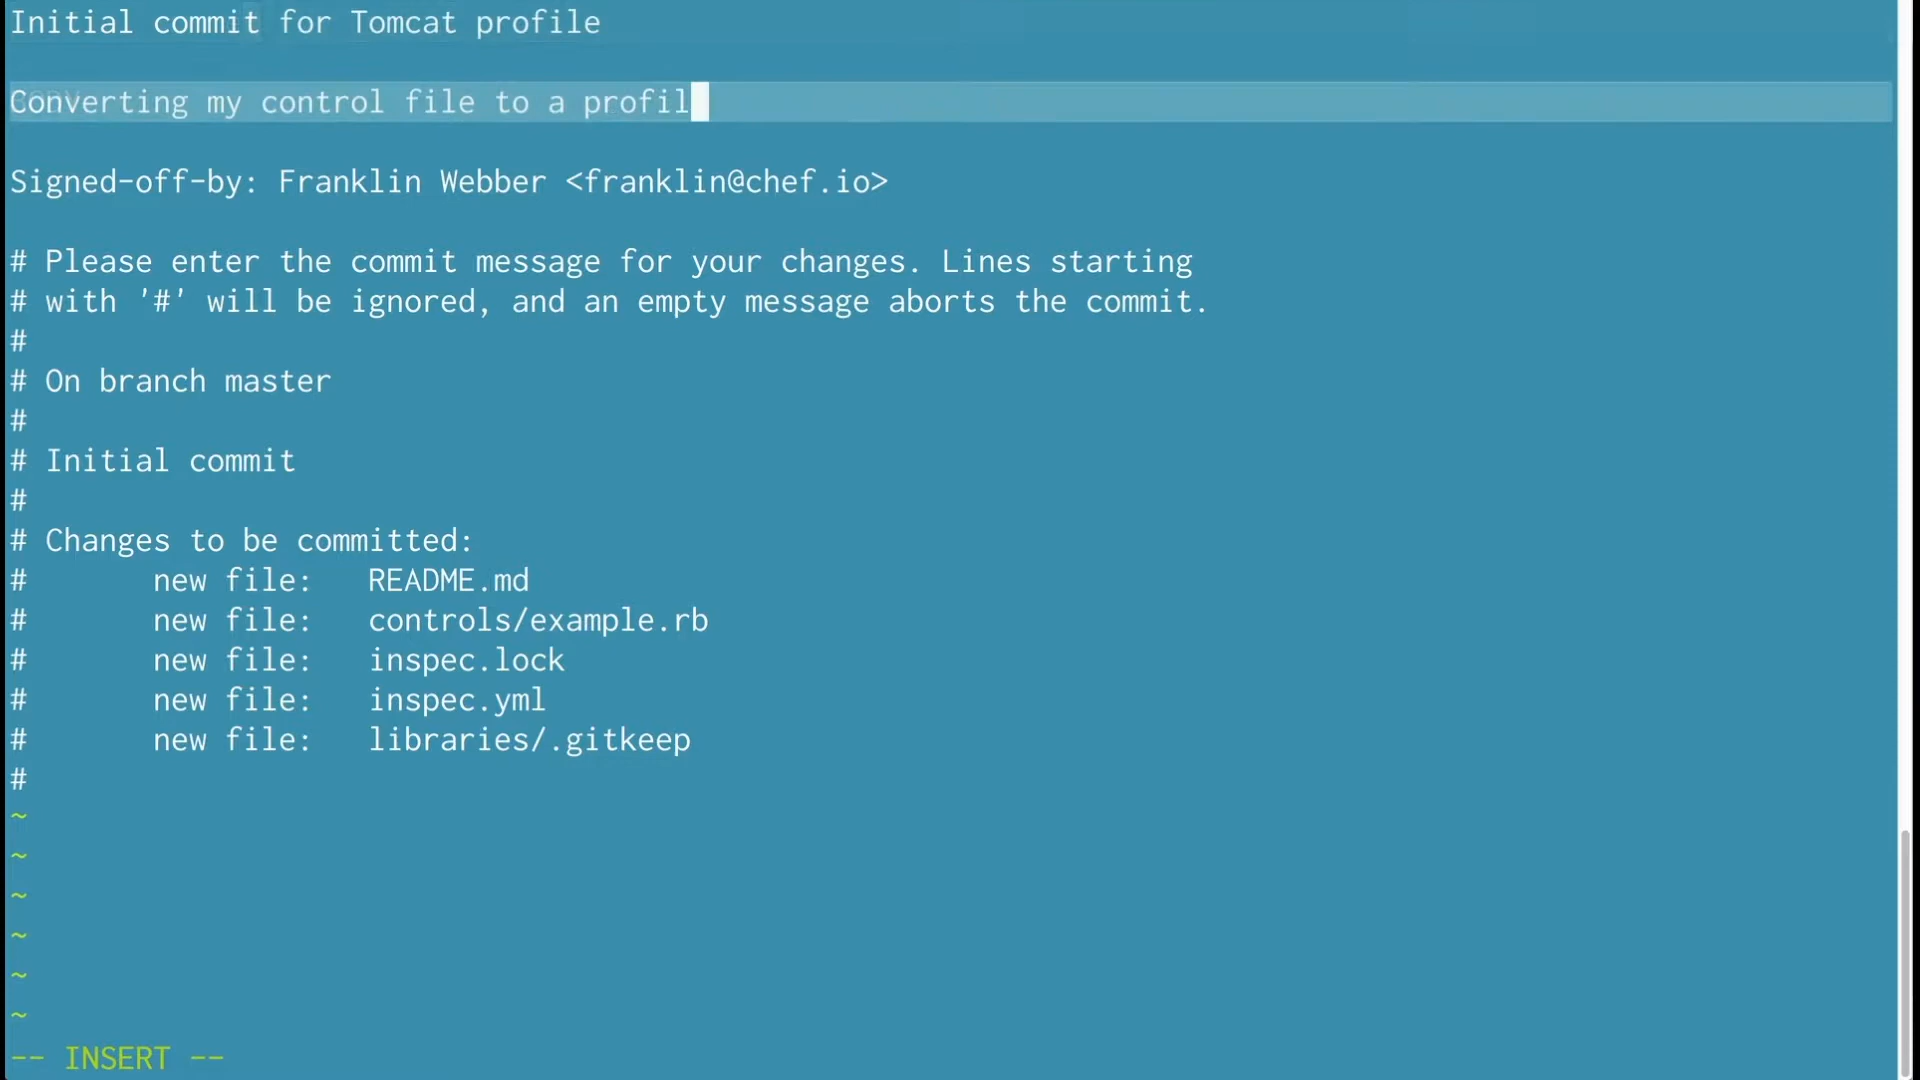 Initial commit for Tomcat profile
Converting my control file to a profil
Signed-off-by: Franklin Webber <franklin@chef.io>
# Please enter the commit message for your changes. Lines starting
# with '#' will be ignored, and an empty message aborts the commit.
#
# On branch master
#
# Initial commit
#
# Changes to be committed:
#       new file:   README.md
#       new file:   controls/example.rb
#       new file:   inspec.lock
#       new file:   inspec.yml
#       new file:   libraries/.gitkeep
#
~
~
~
~
~
~
-- INSERT --